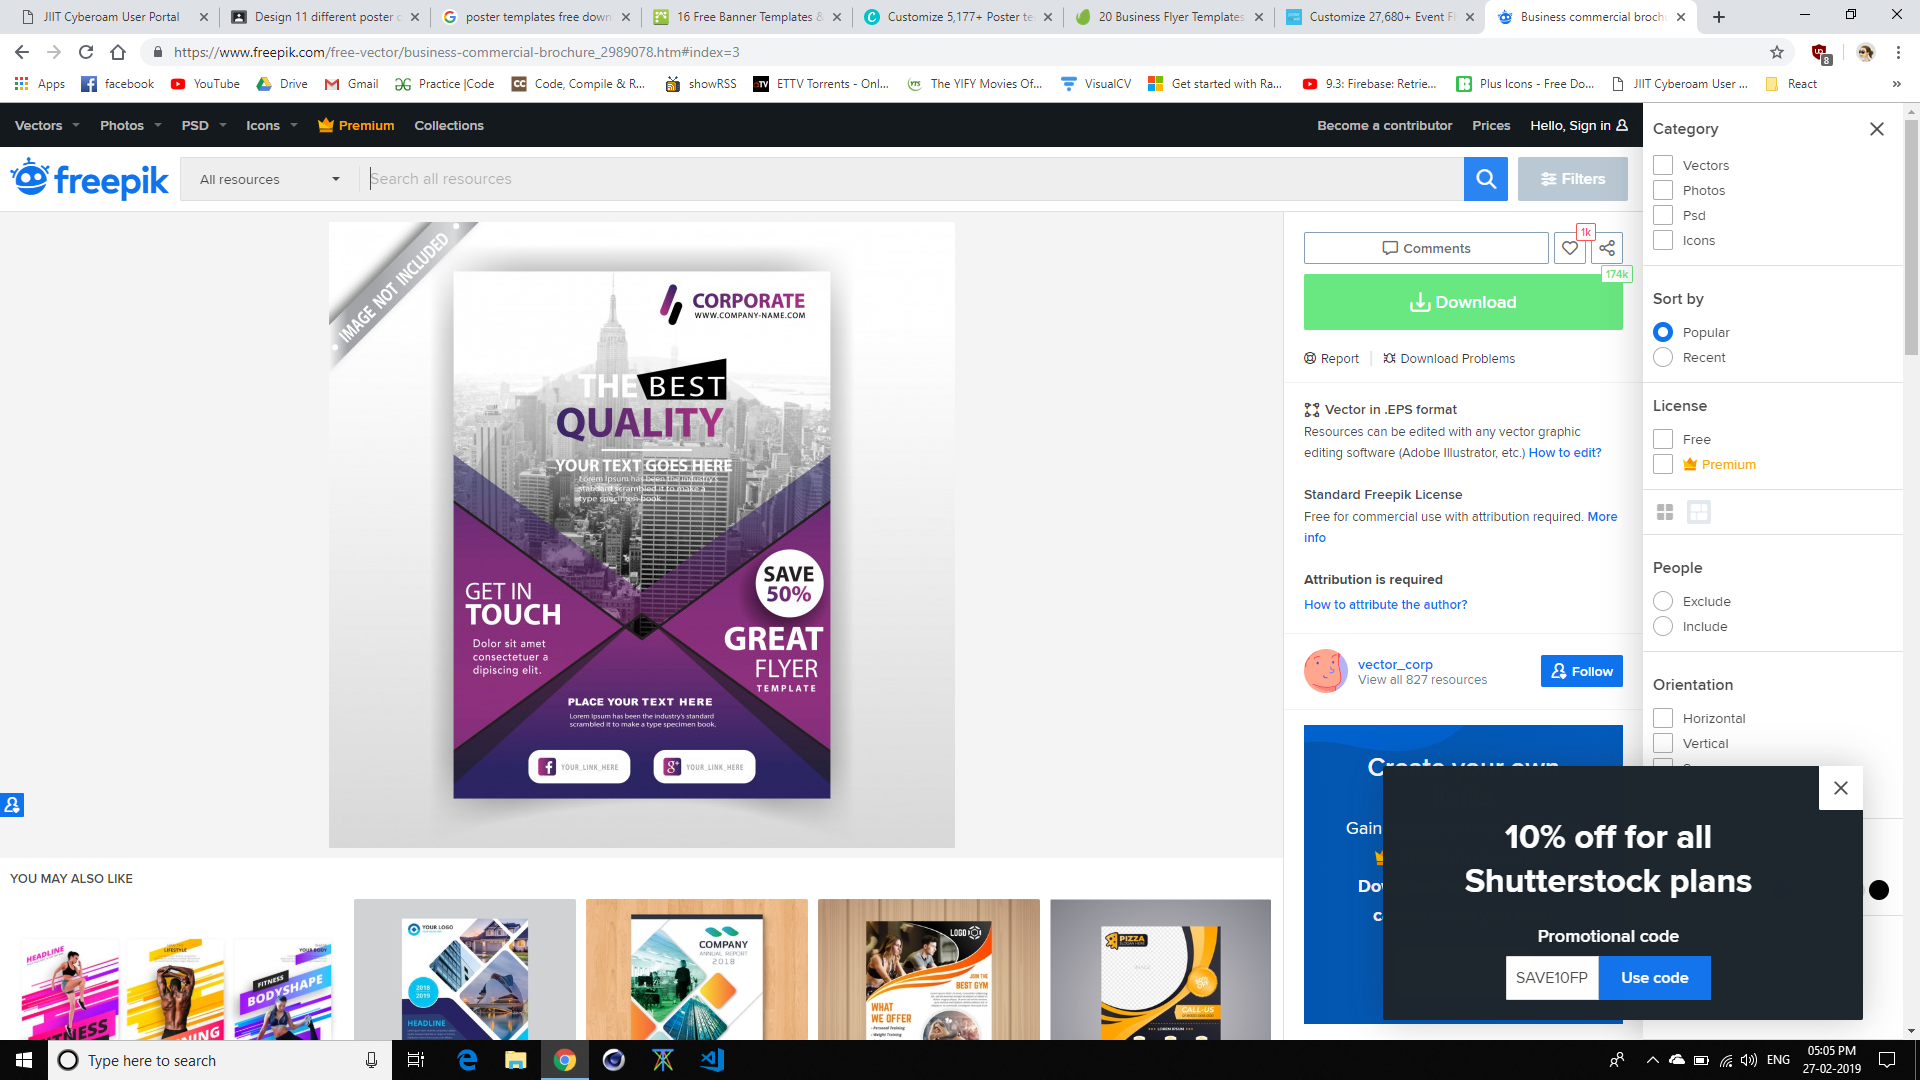 JIIT Cyberoam User Portal
Design 11 different poster c
poster templates free down
16 Free Banner Templates &
Customize 5,177+ Poster te
20 Business Flyer Templates
Customize 27,680+ Event Fl
Business commercial broch
https://www.freepik.com/free-vector/business-commercial-brochure_2989078.htm#index=3
8
Apps
facebook
YouTube
Drive
Gmail
Practice |Code
Code, Compile & R...
showRSS
ETTV Torrents - Onl...
The YIFY Movies Of...
VisualCV
Get started with Ra...
9.3: Firebase: Retrie...
Plus Icons - Free Do...
JIIT Cyberoam User ...
React
»
Vectors
Photos
PSD
Icons
Premium
Collections
Become a contributor
Prices
Hello, Sign in
freepik
All resources
Search all resources
Filters
IMAGE NOT INCLUDED
CORPORATE
WWW.COMPANY-NAME.COM
THE BEST
QUALITY
YOUR TEXT GOES HERE
Lorem Ipsum has been the industry's
standard scrambled it to make a
type specimen book.
GET IN
TOUCH
Dolor sit amet
consectetuer a
dipiscing elit.
SAVE
50%
GREAT
FLYER
TEMPLATE
PLACE YOUR TEXT HERE
Lorem Ipsum has been the industry's standard
scrambled it to make a type specimen book.
YOUR_LINK_HERE
YOUR_LINK_HERE
Comments
1k
174k
Download
Report
Download Problems
Vector in .EPS format
Resources can be edited with any vector graphic
editing software (Adobe Illustrator, etc.) How to edit?
Standard Freepik License
Free for commercial use with attribution required. More
info
Attribution is required
How to attribute the author?
vector_corp
View all 827 resources
Follow
Create your own
Gain
Category
Vectors
Photos
Psd
Icons
Sort by
Popular
Recent
License
Free
Premium
People
Exclude
Include
Orientation
Horizontal
Vertical
10% off for all
Shutterstock plans
Promotional code
SAVE10FP
Use code
YOU MAY ALSO LIKE
HEADLINE
FITNESS
LIFESTYLE
YOUR BODY
FITNESS
BODYSHAPE
YOUR LOGO
2018
2019
HEADLINE
COMPANY
ANNUAL REPORT
2018
LOGO
JOIN THE
BEST GYM
WHAT
WE OFFER
- Personal Training
- Weight Training
PIZZA
CALL-US
Type here to search
ENG
05:05 PM
27-02-2019